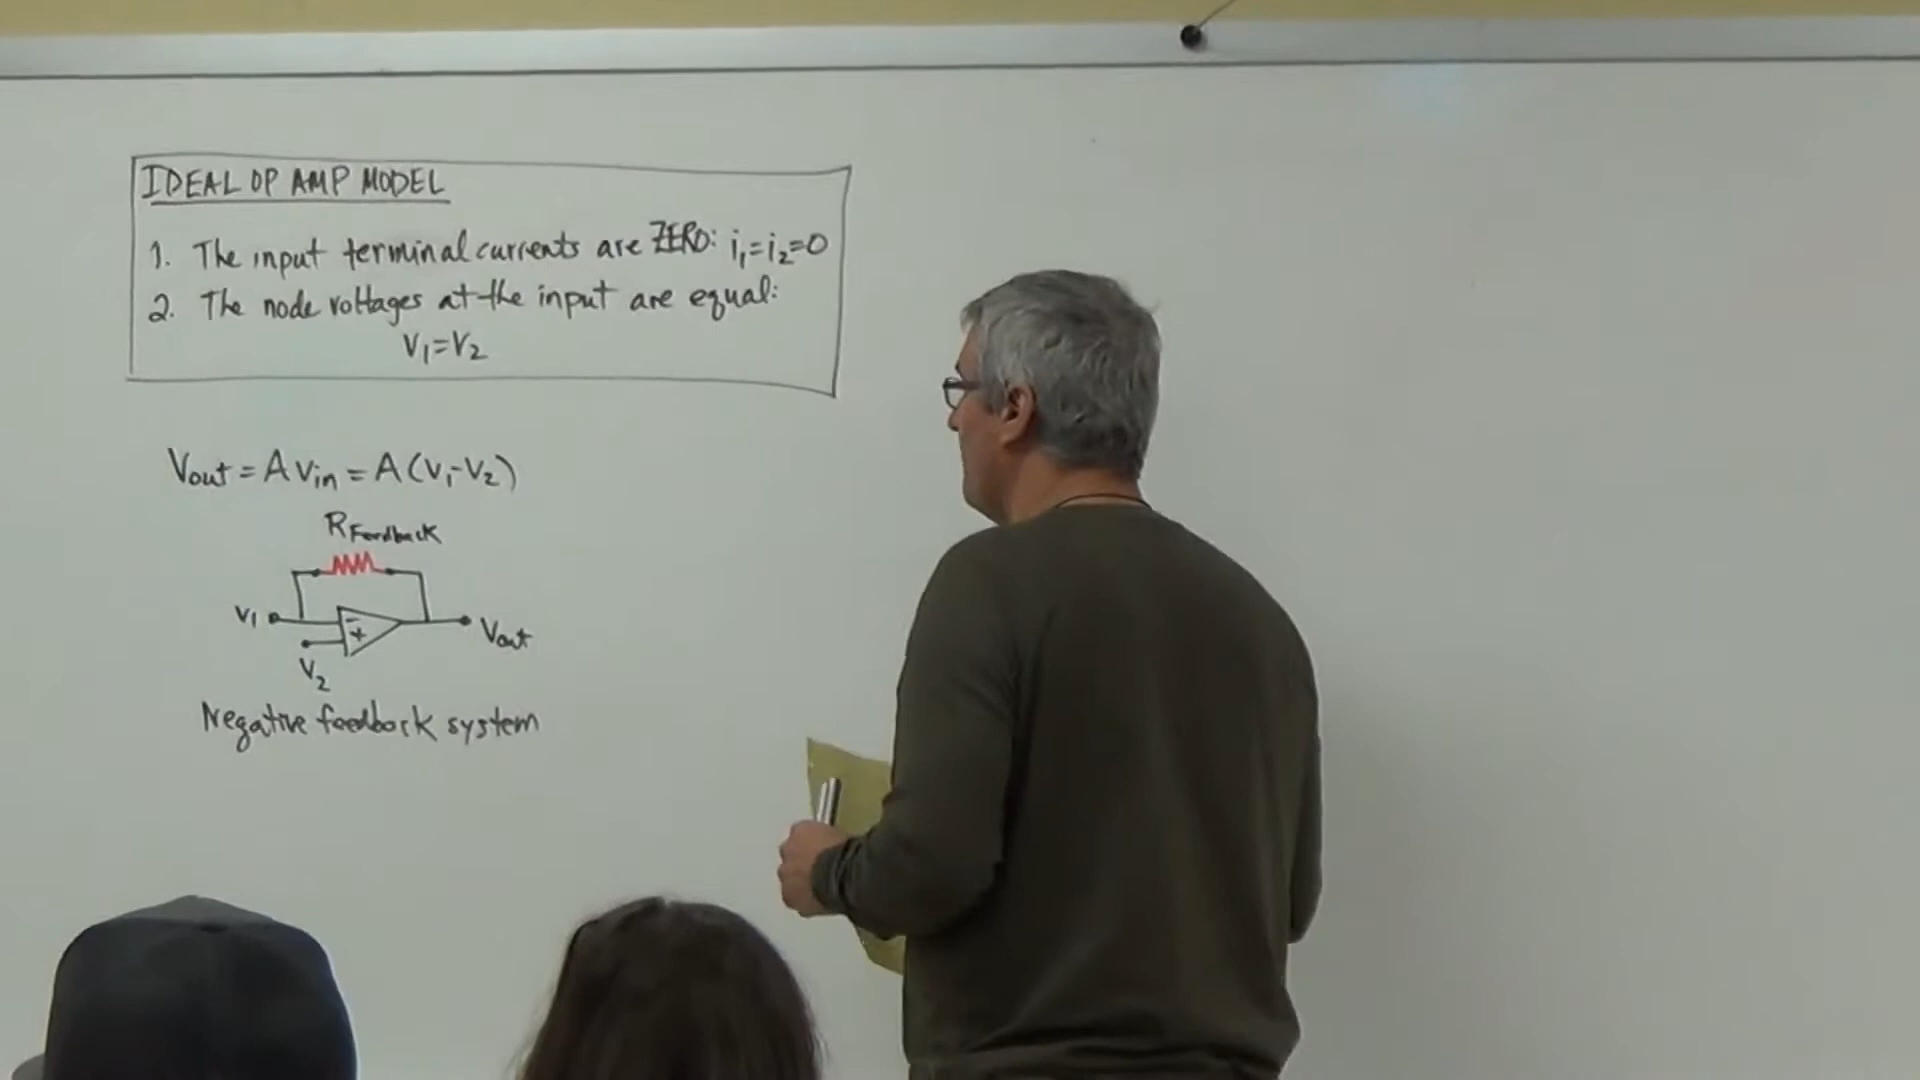 IDEAL OP AMP MODEL
1. The input terminal currents are ZERO: i₁=i₂=0
2. The node voltages at the input are equal:
V₁=V₂
Vout = A Vin = A (V₁-V₂)
RFeedback
V₁
-
+
Vout
V₂
Negative feedback system